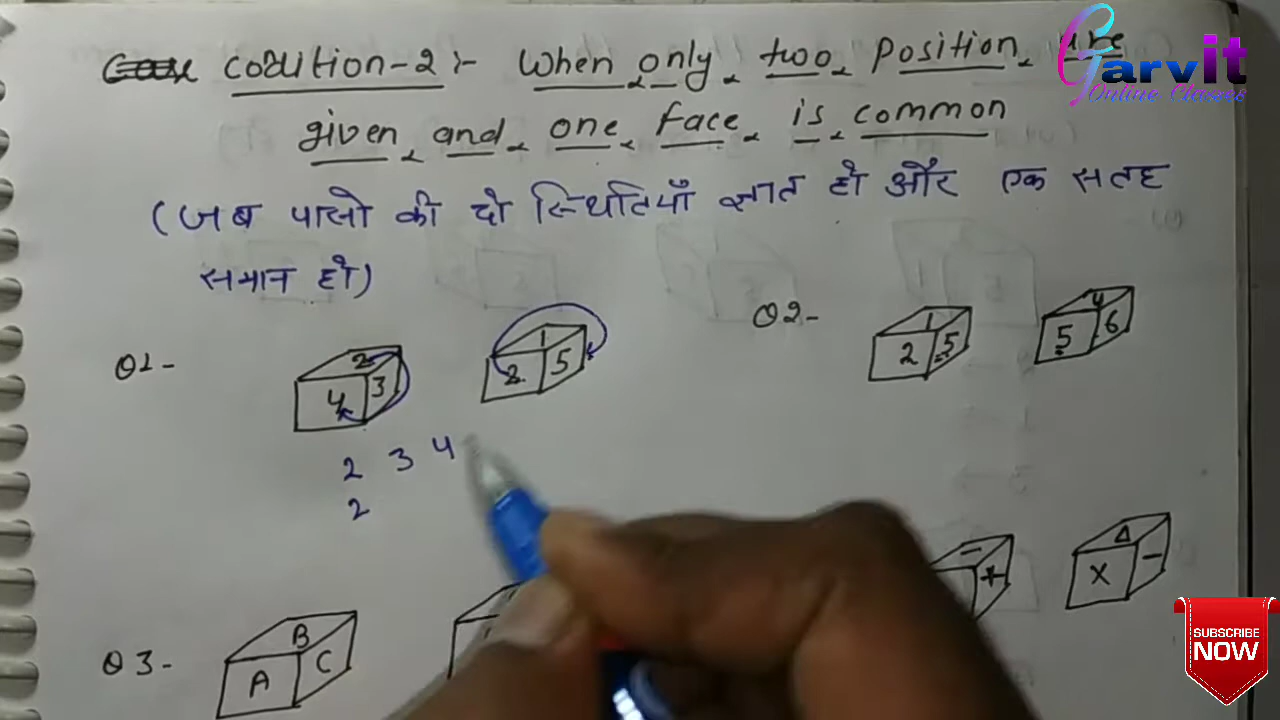 Case condition-2:- When only two position are
given and one face is common
(जब पासो की दो स्थितियाँ ज्ञात हो और एक सतह
समान हो)
Garvit
Online Classes
Q1-
2
4 3
1
2 5
Q2-
1
2 5
4
5 6
2 3 4
2
Q3-
B
A C
-
+
Δ
X -
SUBSCRIBE
NOW